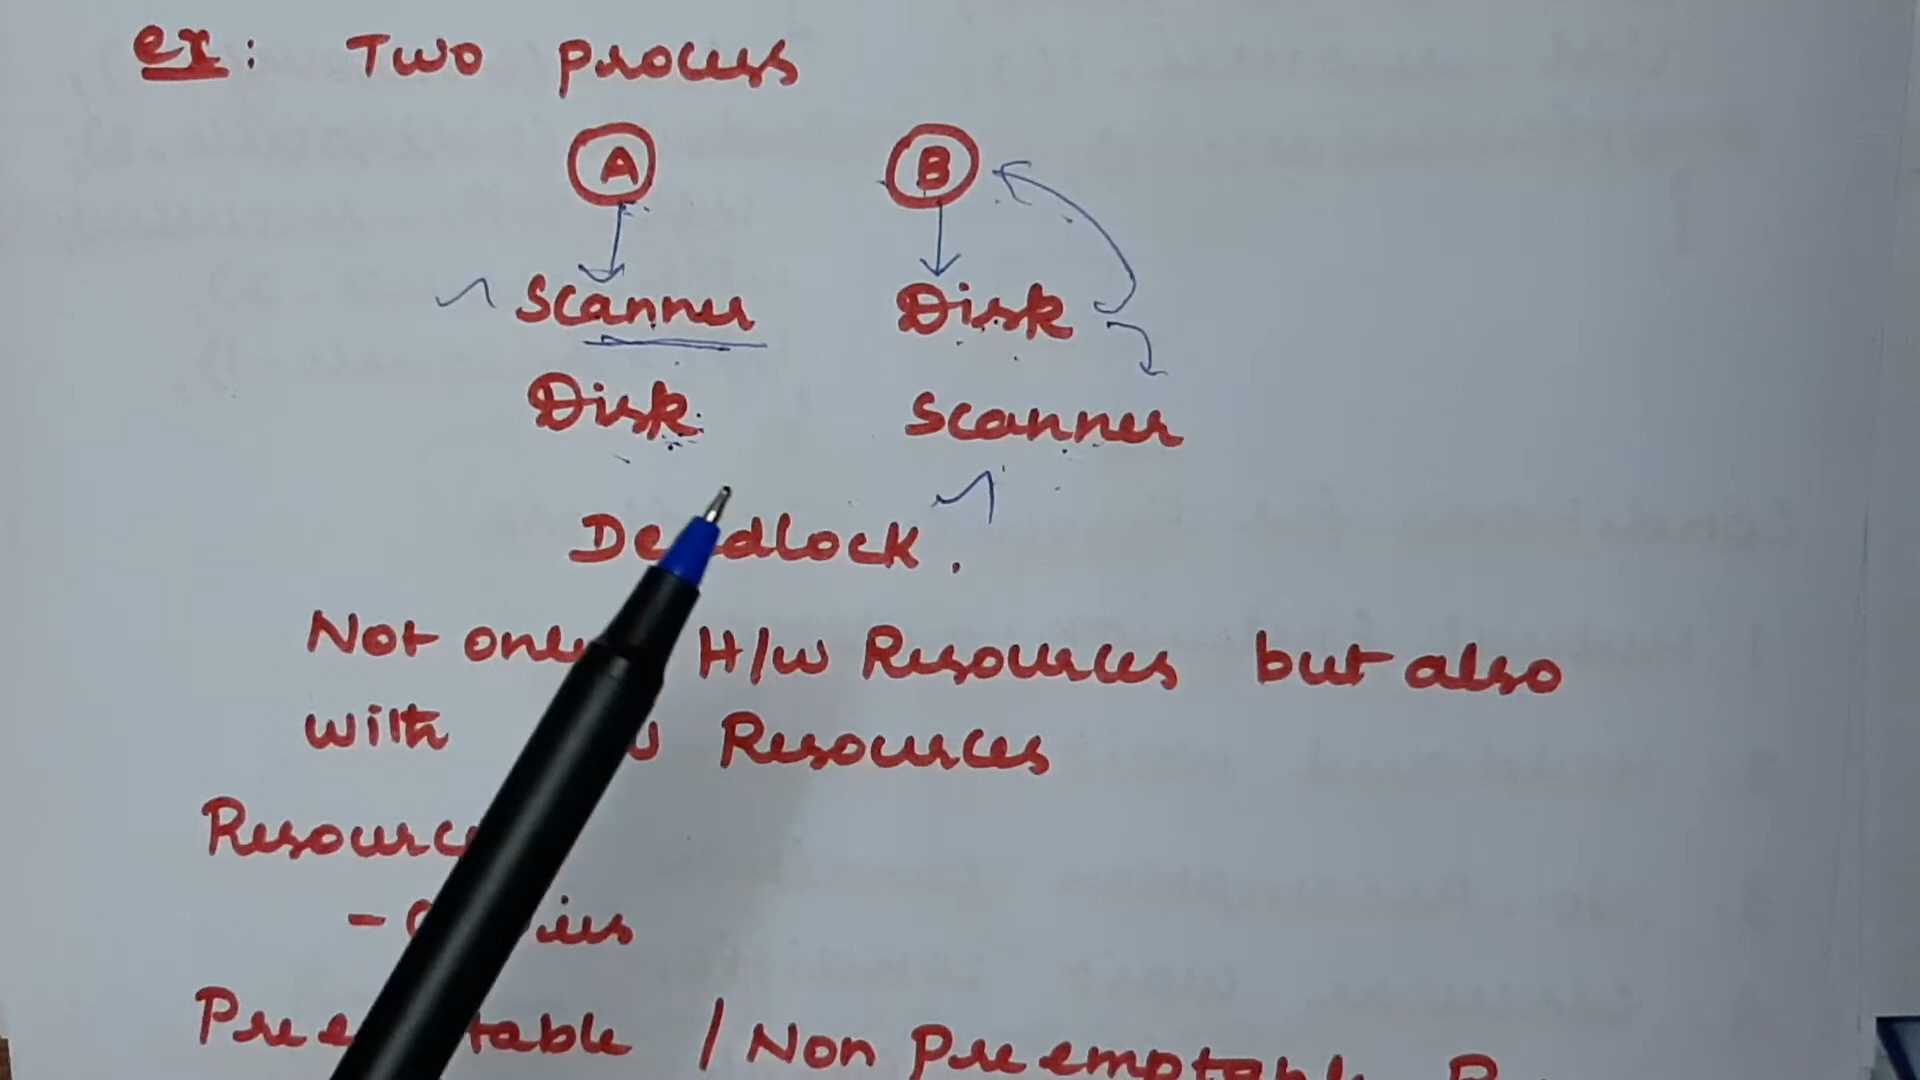 ex: Two process
A B
Scanner Disk
Disk Scanner
Deadlock.
Not only H/w Resources but also
with Resources
Resource
-
Preemptable / Non Preemptable